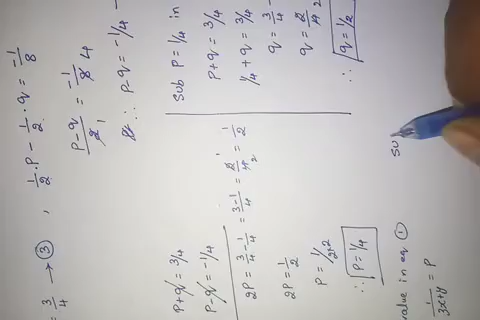 = 3/4 → ③ , 1/2 . P - 1/2 . q = -1/8
P-q/2 = -1/8 4
∴ P-q = -1/4 -
P+q = 3/4
P-q = -1/4
2P = 3/4 - 1/4 = 3-1/4 = 2/4 = 1/2
2P = 1/2
P = 1/2×2
∴ P = 1/4
Sub P = 1/4 in
P+q = 3/4
1/4 + q = 3/4
q = 3/4 -
q = 2/4
∴ q = 1/2
value in eq ①
1/3x+y = P